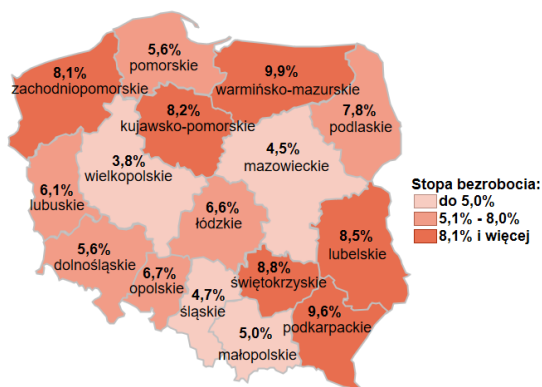 5,6%
pomorskie
8,1%
zachodniopomorskie
9,9%
warmińsko-mazurskie
7,8%
podlaskie
8,2%
kujawsko-pomorskie
4,5%
mazowieckie
3,8%
wielkopolskie
6,1%
lubuskie
6,6%
łódzkie
5,6%
dolnośląskie
6,7%
opolskie
4,7%
śląskie
8,8%
świętokrzyskie
8,5%
lubelskie
5,0%
małopolskie
9,6%
podkarpackie
Stopa bezrobocia:
do 5,0%
5,1% - 8,0%
8,1% i więcej